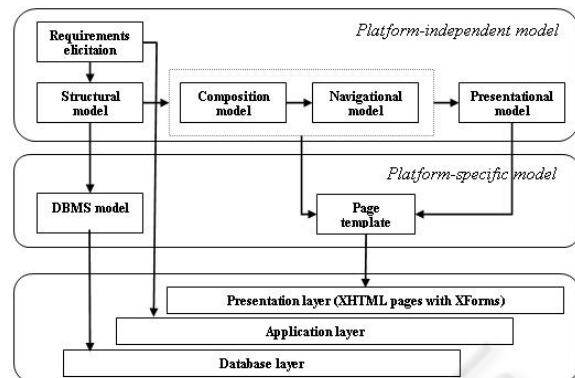 Platform-independent model
Requirements
elicitaion
Structural
model
Composition
model
Navigational
model
Presentational
model
Platform-specific model
DBMS model
Page
template
Presentation layer (XHTML pages with XForms)
Application layer
Database layer